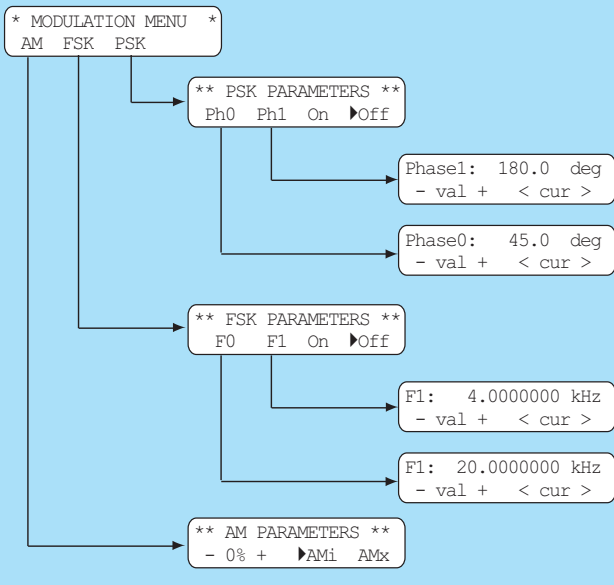 * MODULATION MENU *
AM FSK PSK
** PSK PARAMETERS **
Ph0 Ph1 On ▶Off
Phase1: 180.0 deg
- val + < cur >
Phase0: 45.0 deg
- val + < cur >
** FSK PARAMETERS **
F0 F1 On ▶Off
F1: 4.0000000 kHz
- val + < cur >
F1: 20.0000000 kHz
- val + < cur >
** AM PARAMETERS **
- 0% + ▶AMi AMx